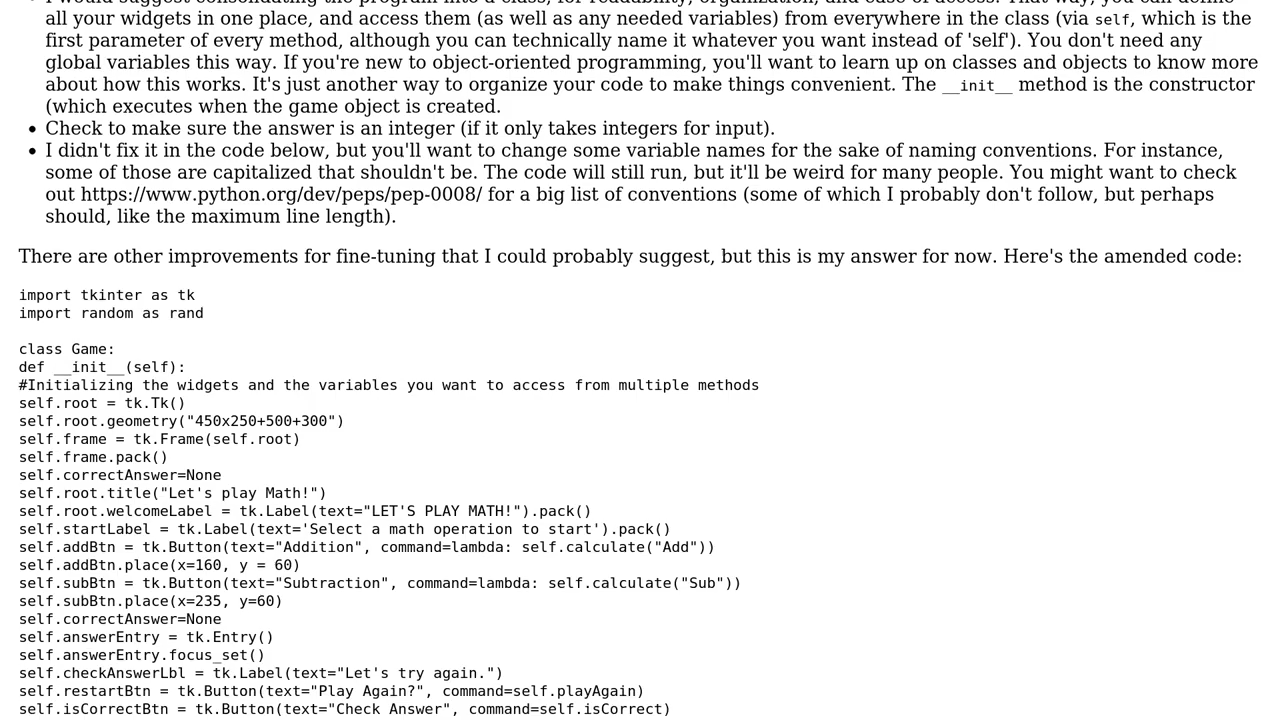 all your widgets in one place, and access them (as well as any needed variables) from everywhere in the class (via self, which is the
first parameter of every method, although you can technically name it whatever you want instead of 'self'). You don't need any
global variables this way. If you're new to object-oriented programming, you'll want to learn up on classes and objects to know more
about how this works. It's just another way to organize your code to make things convenient. The __init__ method is the constructor
(which executes when the game object is created.
• Check to make sure the answer is an integer (if it only takes integers for input).
• I didn't fix it in the code below, but you'll want to change some variable names for the sake of naming conventions. For instance,
some of those are capitalized that shouldn't be. The code will still run, but it'll be weird for many people. You might want to check
out https://www.python.org/dev/peps/pep-0008/ for a big list of conventions (some of which I probably don't follow, but perhaps
should, like the maximum line length).
There are other improvements for fine-tuning that I could probably suggest, but this is my answer for now. Here's the amended code:
import tkinter as tk
import random as rand
class Game:
def __init__(self):
#Initializing the widgets and the variables you want to access from multiple methods
self.root = tk.Tk()
self.root.geometry("450x250+500+300")
self.frame = tk.Frame(self.root)
self.frame.pack()
self.correctAnswer=None
self.root.title("Let's play Math!")
self.root.welcomeLabel = tk.Label(text="LET'S PLAY MATH!").pack()
self.startLabel = tk.Label(text='Select a math operation to start').pack()
self.addBtn = tk.Button(text="Addition", command=lambda: self.calculate("Add"))
self.addBtn.place(x=160, y = 60)
self.subBtn = tk.Button(text="Subtraction", command=lambda: self.calculate("Sub"))
self.subBtn.place(x=235, y=60)
self.correctAnswer=None
self.answerEntry = tk.Entry()
self.answerEntry.focus_set()
self.checkAnswerLbl = tk.Label(text="Let's try again.")
self.restartBtn = tk.Button(text="Play Again?", command=self.playAgain)
self.isCorrectBtn = tk.Button(text="Check Answer", command=self.isCorrect)